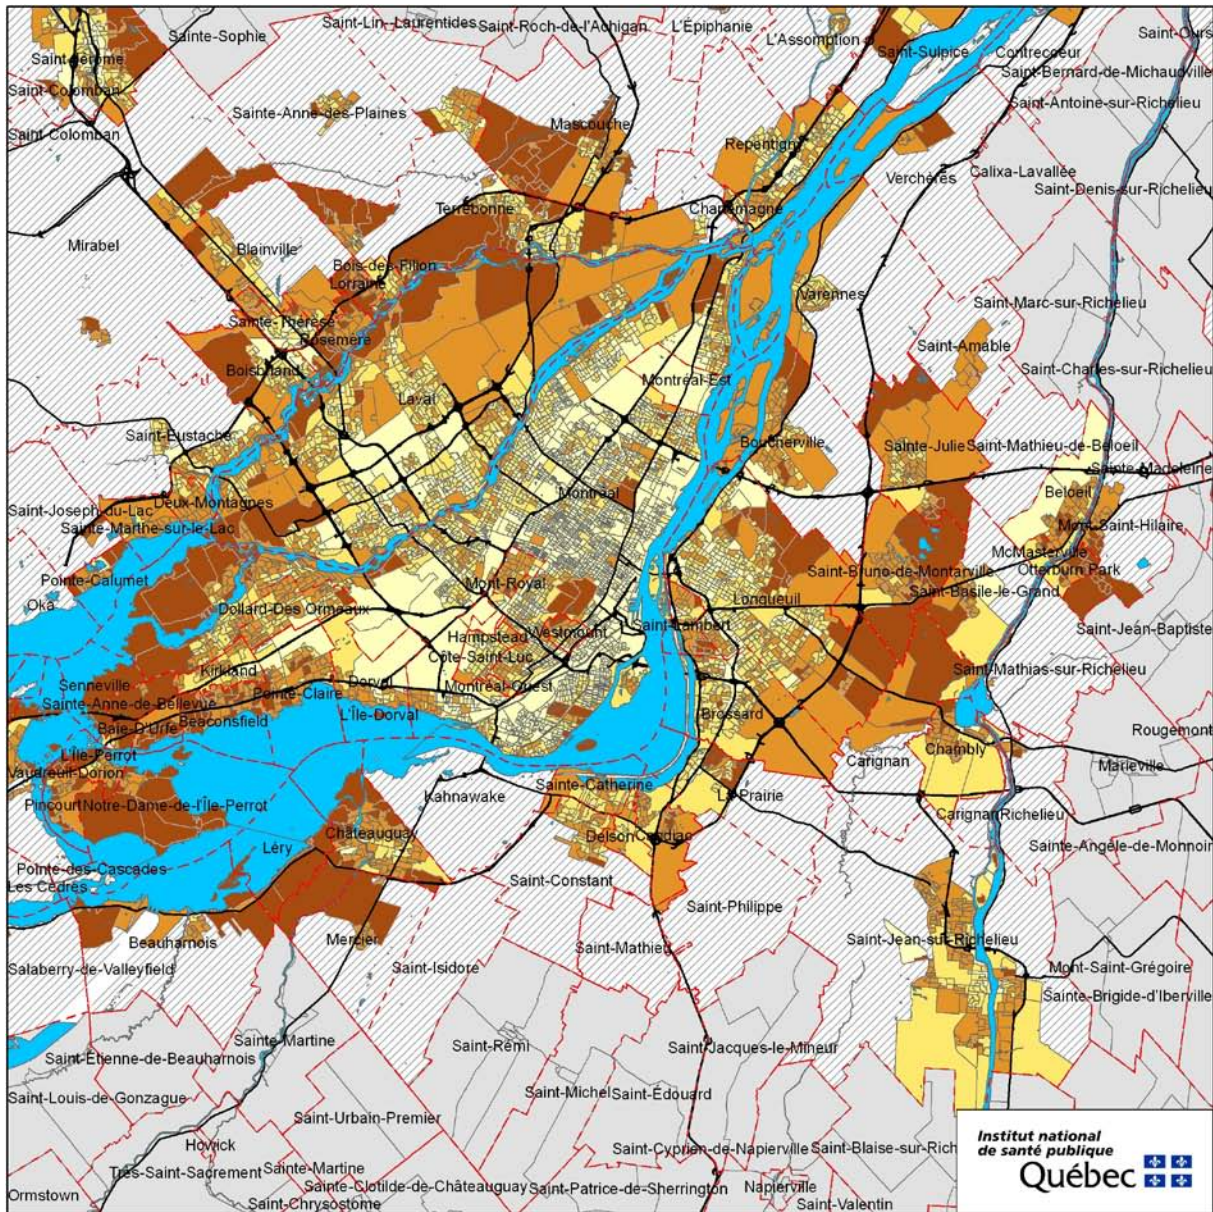 Sainte-Sophie
Saint-Lin--Laurentides
Saint-Roch-de-l'Achigan
L'Épiphanie
L'Assomption
Saint-Sulpice
Contrecoeur
Saint-Ours
Saint-Jérôme
Saint-Bernard-de-Michaudville
Saint-Colomban
Saint-Antoine-sur-Richelieu
Sainte-Anne-des-Plaines
Mascouche
Saint-Colomban
Repentigny
Verchères
Calixa-Lavallée
Saint-Denis-sur-Richelieu
Terrebonne
Charlemagne
Mirabel
Blainville
Bois-des-Filion
Lorraine
Varennes
Saint-Marc-sur-Richelieu
Sainte-Thérèse
Rosemère
Saint-Amable
Boisbriand
Montréal-Est
Saint-Charles-sur-Richelieu
Laval
Saint-Eustache
Boucherville
Sainte-Julie
Saint-Mathieu-de-Beloeil
Sainte-Madeleine
Montréal
Beloeil
Deux-Montagnes
Saint-Joseph-du-Lac
Sainte-Marthe-sur-le-Lac
Mont-Saint-Hilaire
McMasterville
Otterburn Park
Pointe-Calumet
Mont-Royal
Saint-Bruno-de-Montarville
Saint-Basile-le-Grand
Oka
Dollard-Des Ormeaux
Longueuil
Saint-Lambert
Saint-Jean-Baptiste
Hampstead
Westmount
Côte-Saint-Luc
Kirkland
Saint-Mathias-sur-Richelieu
Senneville
Dorval
Montréal-Ouest
Pointe-Claire
Sainte-Anne-de-Bellevue
L'Île-Dorval
Beaconsfield
Baie-D'Urfé
Brossard
Rougemont
L'Île-Perrot
Chambly
Carignan
Marieville
Vaudreuil-Dorion
Sainte-Catherine
Kahnawake
La Prairie
Pincourt
Notre-Dame-de-l'Île-Perrot
Carignan
Richelieu
Châteauguay
Delson
Candiac
Léry
Sainte-Angèle-de-Monnoir
Pointe-des-Cascades
Les Cèdres
Saint-Constant
Saint-Philippe
Beauharnois
Mercier
Saint-Mathieu
Saint-Jean-sur-Richelieu
Salaberry-de-Valleyfield
Saint-Isidore
Mont-Saint-Grégoire
Sainte-Brigide-d'Iberville
Sainte-Martine
Saint-Rémi
Saint-Jacques-le-Mineur
Saint-Étienne-de-Beauharnois
Saint-Louis-de-Gonzague
Saint-Michel
Saint-Édouard
Saint-Urbain-Premier
Howick
Saint-Cyprien-de-Napierville
Saint-Blaise-sur-Rich
Très-Saint-Sacrement
Sainte-Martine
Sainte-Clotilde-de-Châteauguay
Saint-Patrice-de-Sherrington
Napierville
Ormstown
Saint-Chrysostome
Saint-Valentin
Institut national
de santé publique
Québec